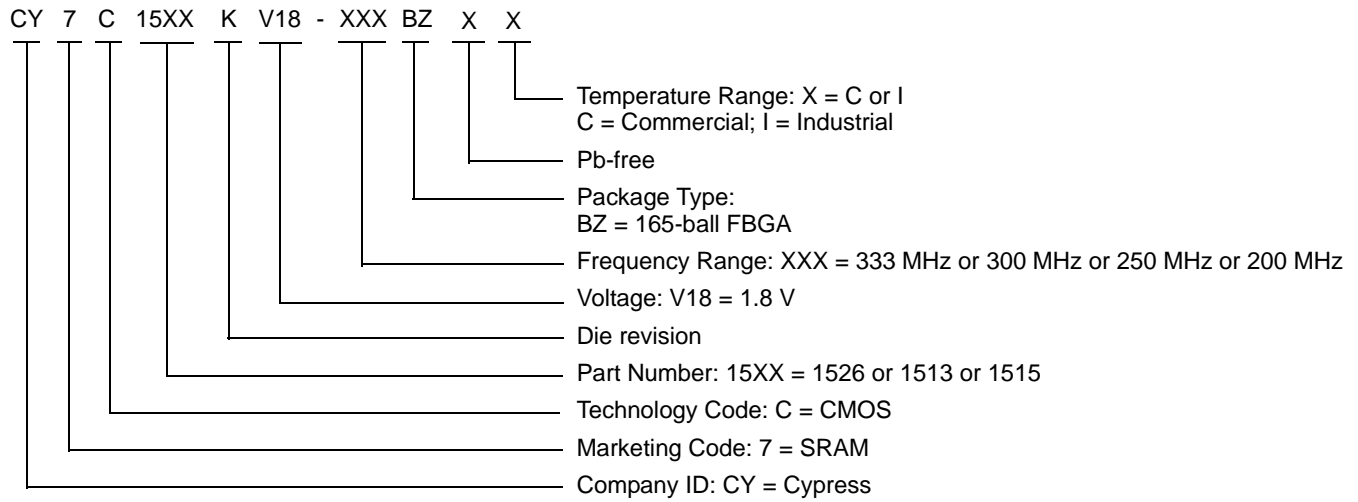 CY 7 C 15XX K V18 - XXX BZ X X
Temperature Range: X = C or I
C = Commercial; I = Industrial
Pb-free
Package Type:
BZ = 165-ball FBGA
Frequency Range: XXX = 333 MHz or 300 MHz or 250 MHz or 200 MHz
Voltage: V18 = 1.8 V
Die revision
Part Number: 15XX = 1526 or 1513 or 1515
Technology Code: C = CMOS
Marketing Code: 7 = SRAM
Company ID: CY = Cypress